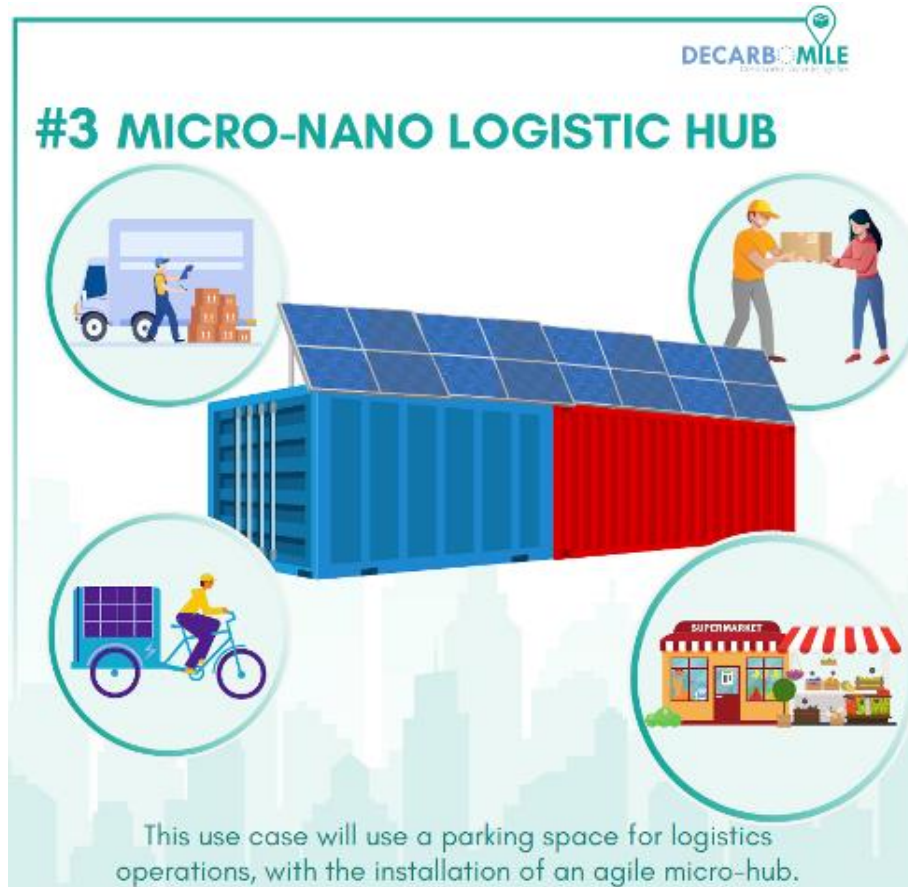 DECARBOMILE
#3 MICRO-NANO LOGISTIC HUB
SUPERMARKET
This use case will use a parking space for logistics
operations, with the installation of an agile micro-hub.